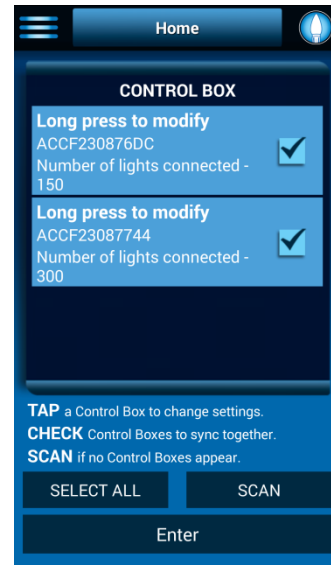 Home
CONTROL BOX
Long press to modify
ACCF230876DC
Number of lights connected -
150
Long press to modify
ACCF23087744
Number of lights connected -
300
TAP a Control Box to change settings.
CHECK Control Boxes to sync together.
SCAN if no Control Boxes appear.
SELECT ALL
SCAN
Enter